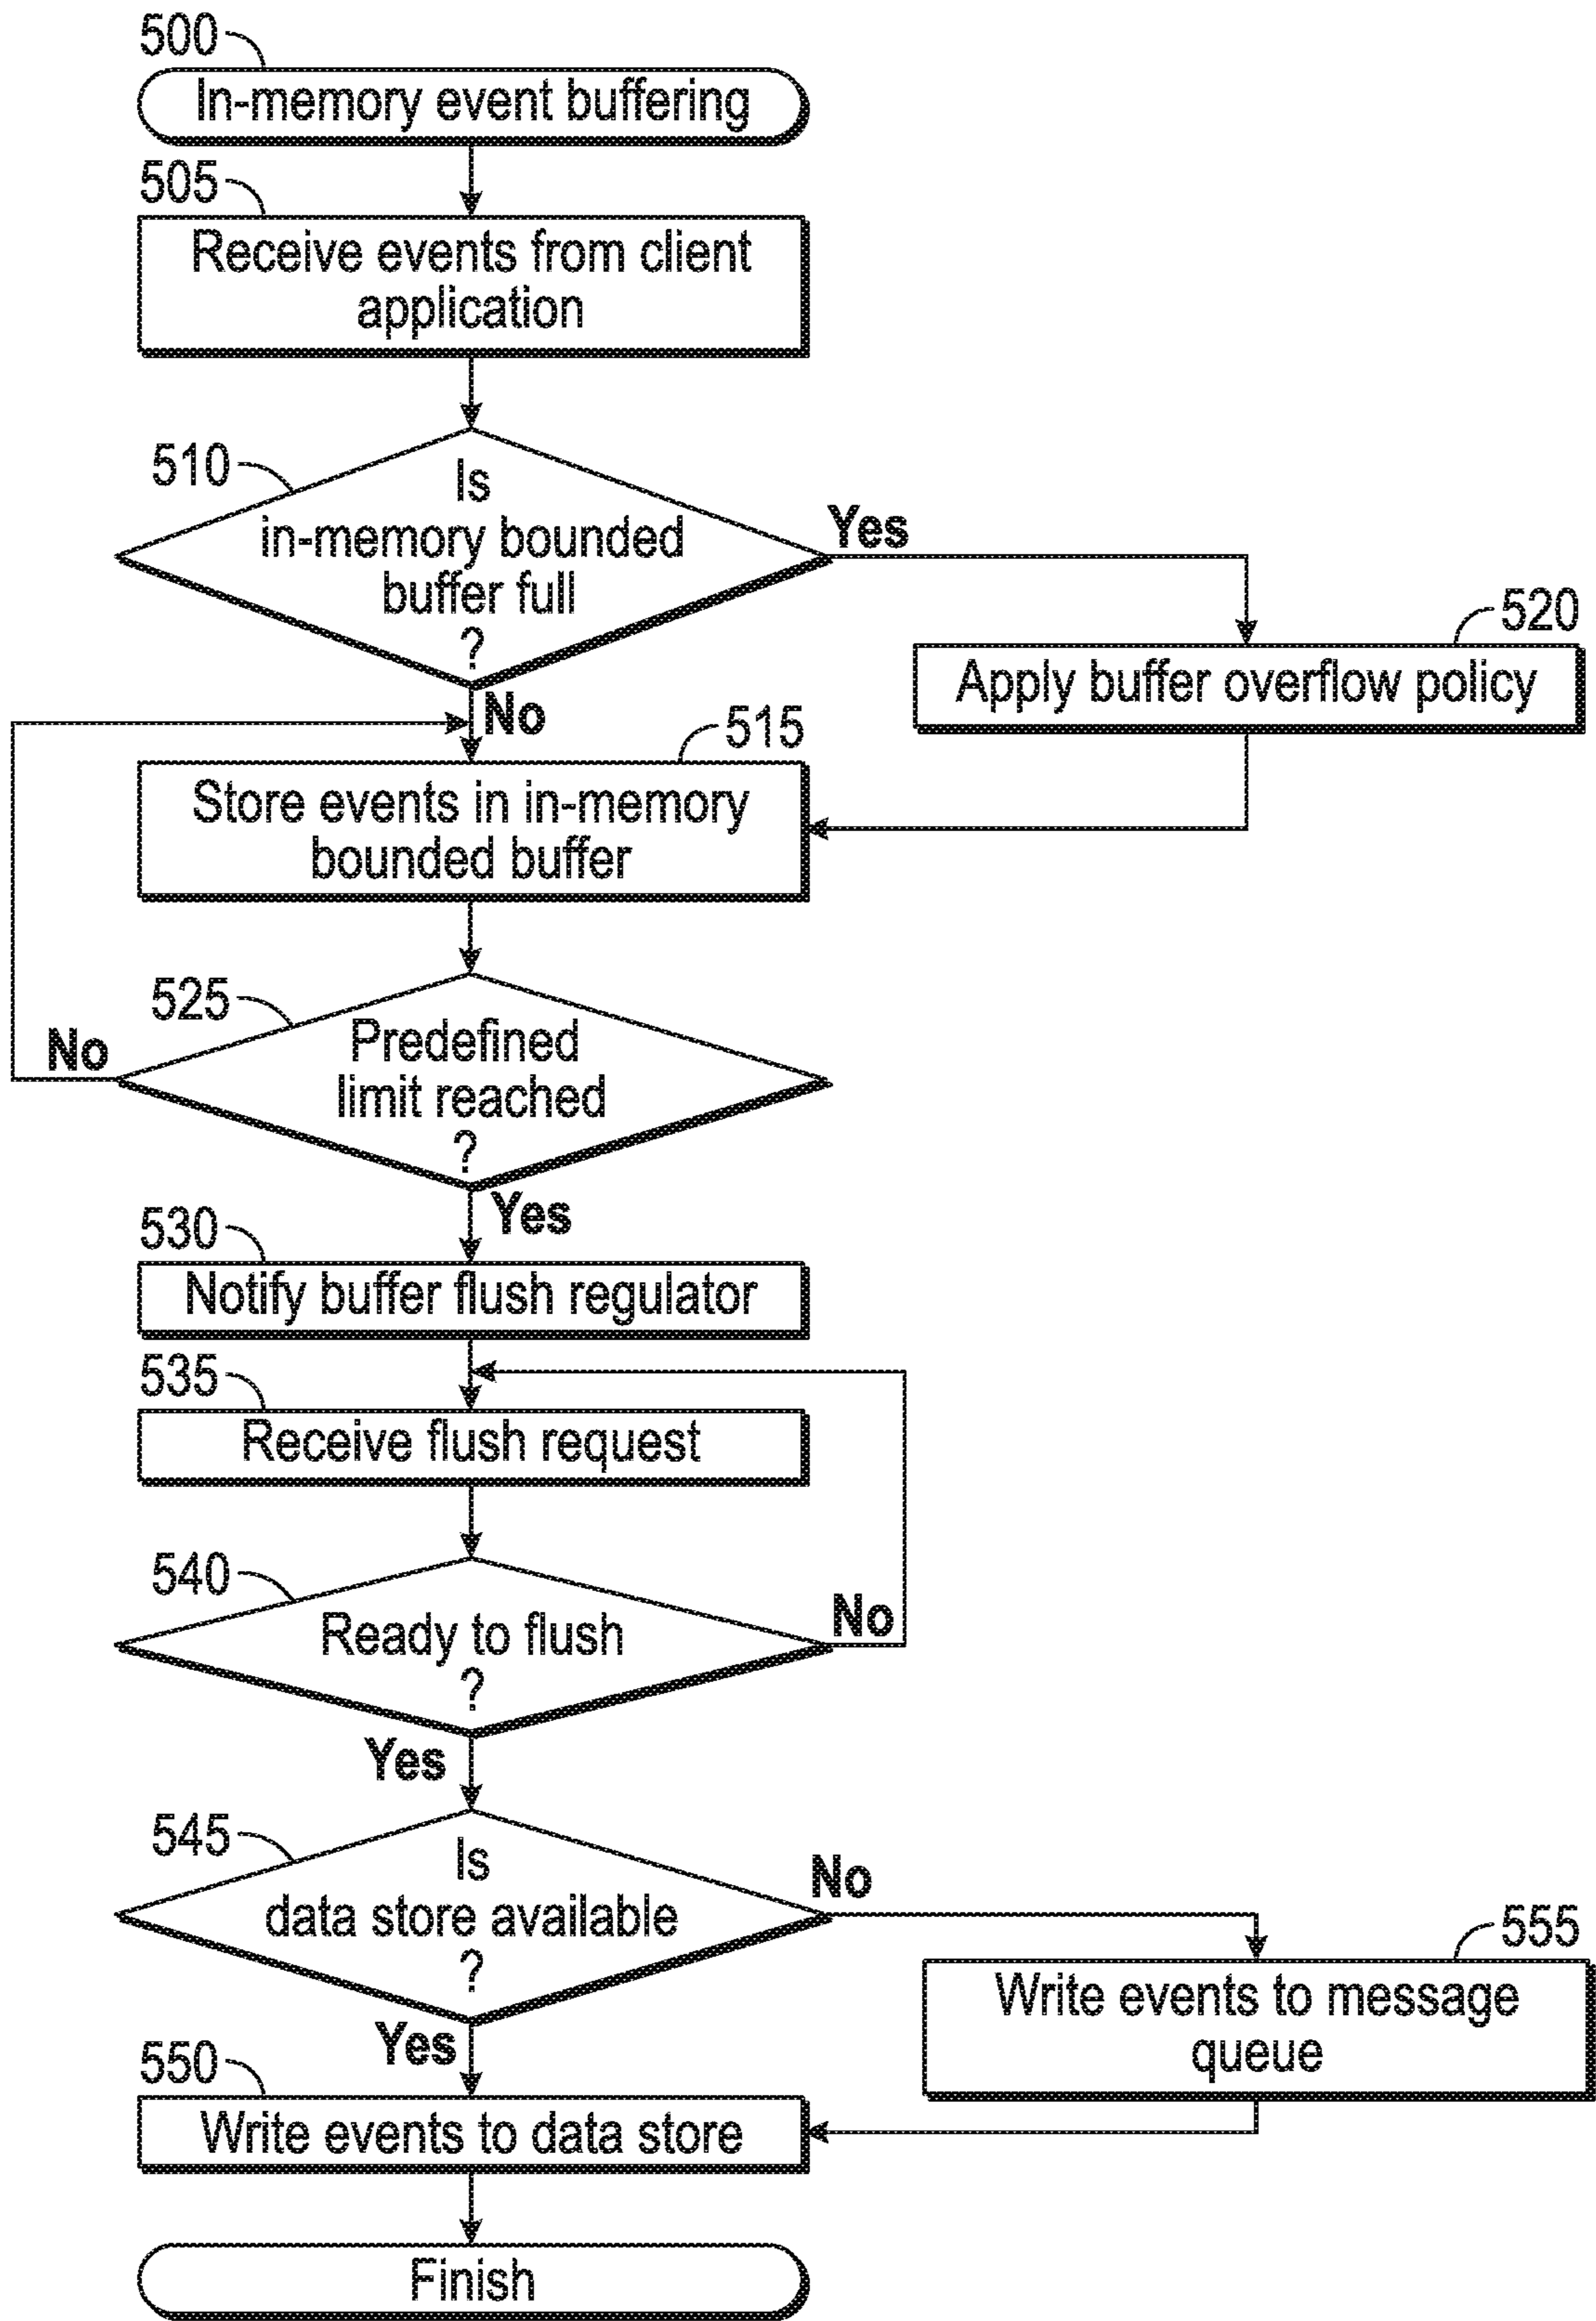 500
In-memory event buffering
505
Receive events from client
application
510
Is
in-memory bounded
buffer full
?
Yes
520
Apply buffer overflow policy
No
515
Store events in in-memory
bounded buffer
525
Predefined
limit reached
?
No
Yes
530
Notify buffer flush regulator
535
Receive flush request
540
Ready to flush
?
No
Yes
545
Is
data store available
?
No
555
Write events to message
queue
Yes
550
Write events to data store
Finish